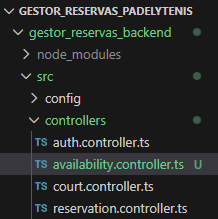 GESTOR_RESERVAS_PADELYTENIS
gestor_reservas_backend
node_modules
src
config
controllers
TS auth.controller.ts
TS availability.controller.ts U
TS court.controller.ts
TS reservation.controller.ts